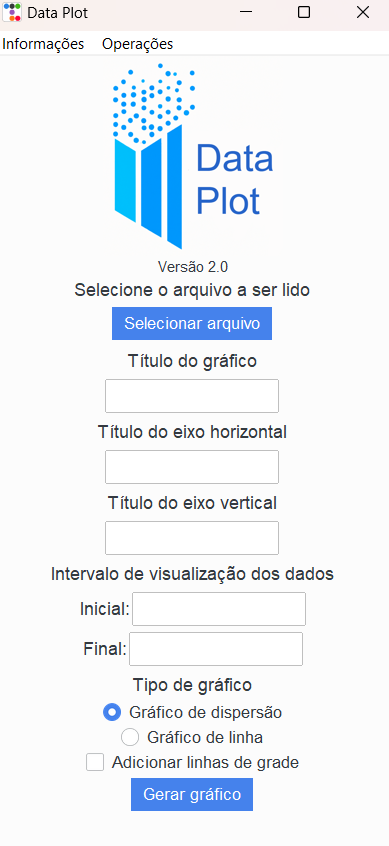 Data Plot
Informações Operações
Data
Plot
Versão 2.0
Selecione o arquivo a ser lido
Selecionar arquivo
Título do gráfico
Título do eixo horizontal
Título do eixo vertical
Intervalo de visualização dos dados
Inicial:
Final:
Tipo de gráfico
Gráfico de dispersão
Gráfico de linha
Adicionar linhas de grade
Gerar gráfico